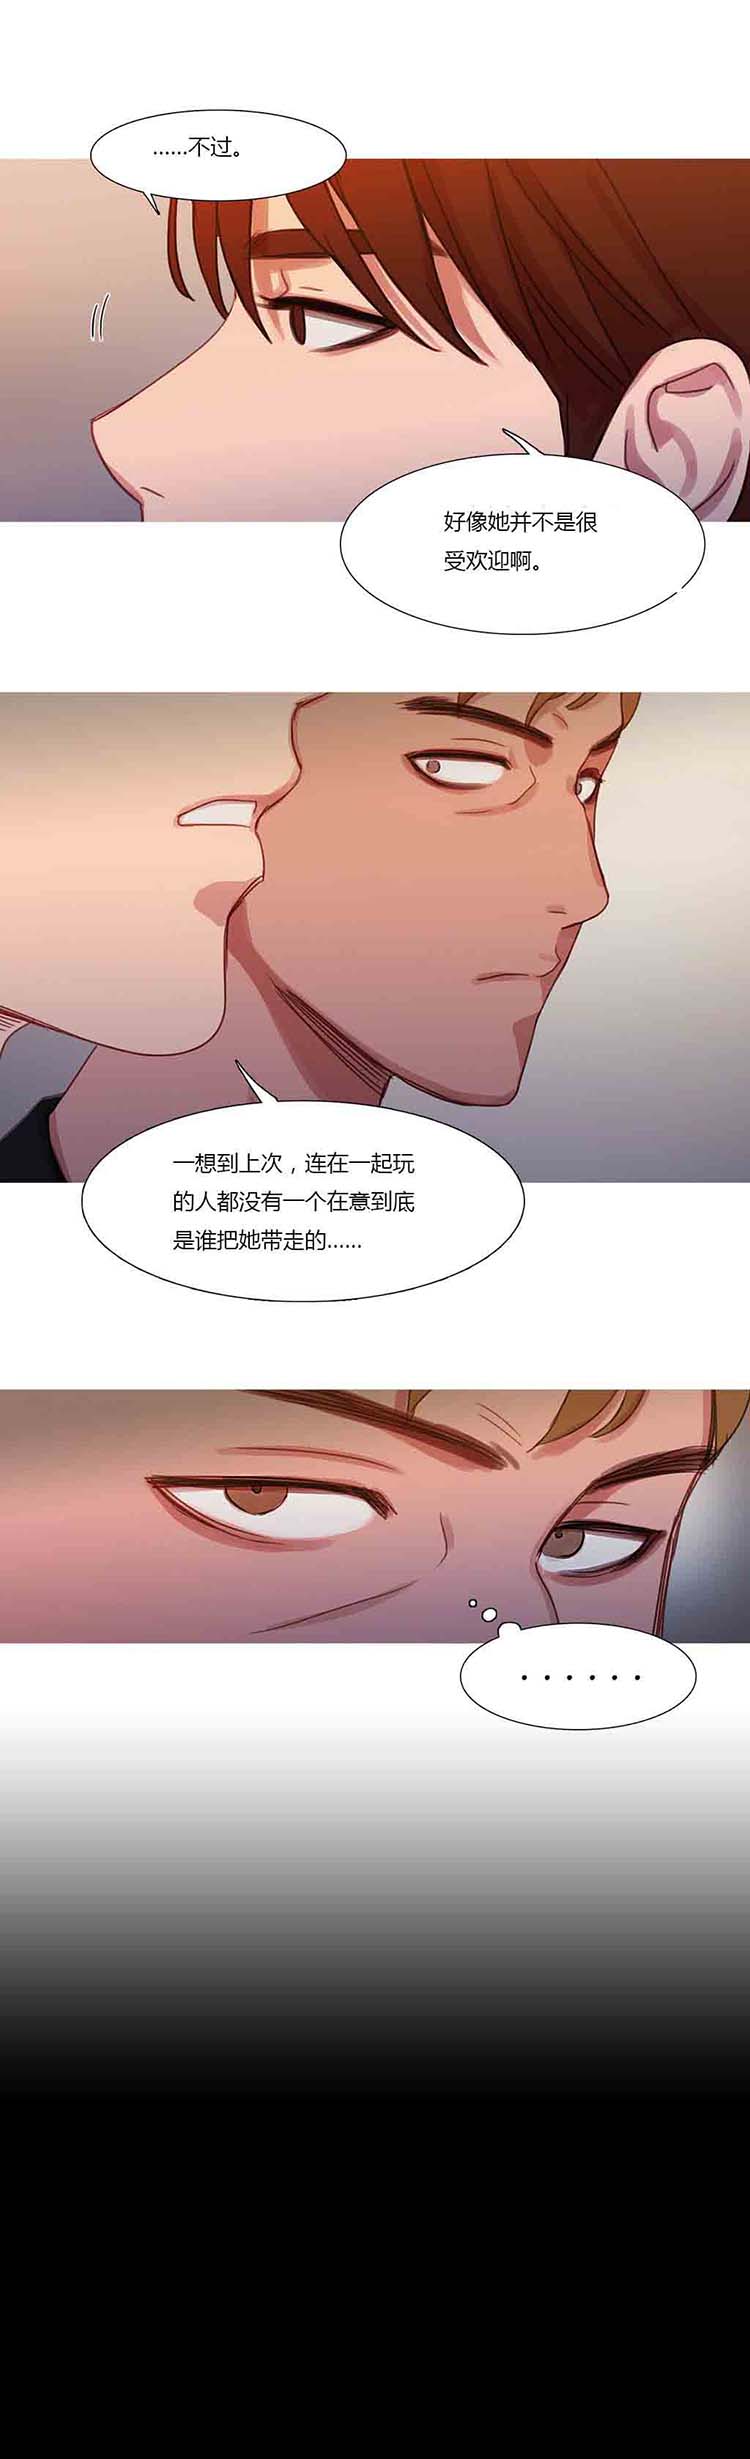 ……不过。
好像她并不是很
受欢迎啊。
一想到上次，连在一起玩
的人都没有一个在意到底
是谁把她带走的……
······